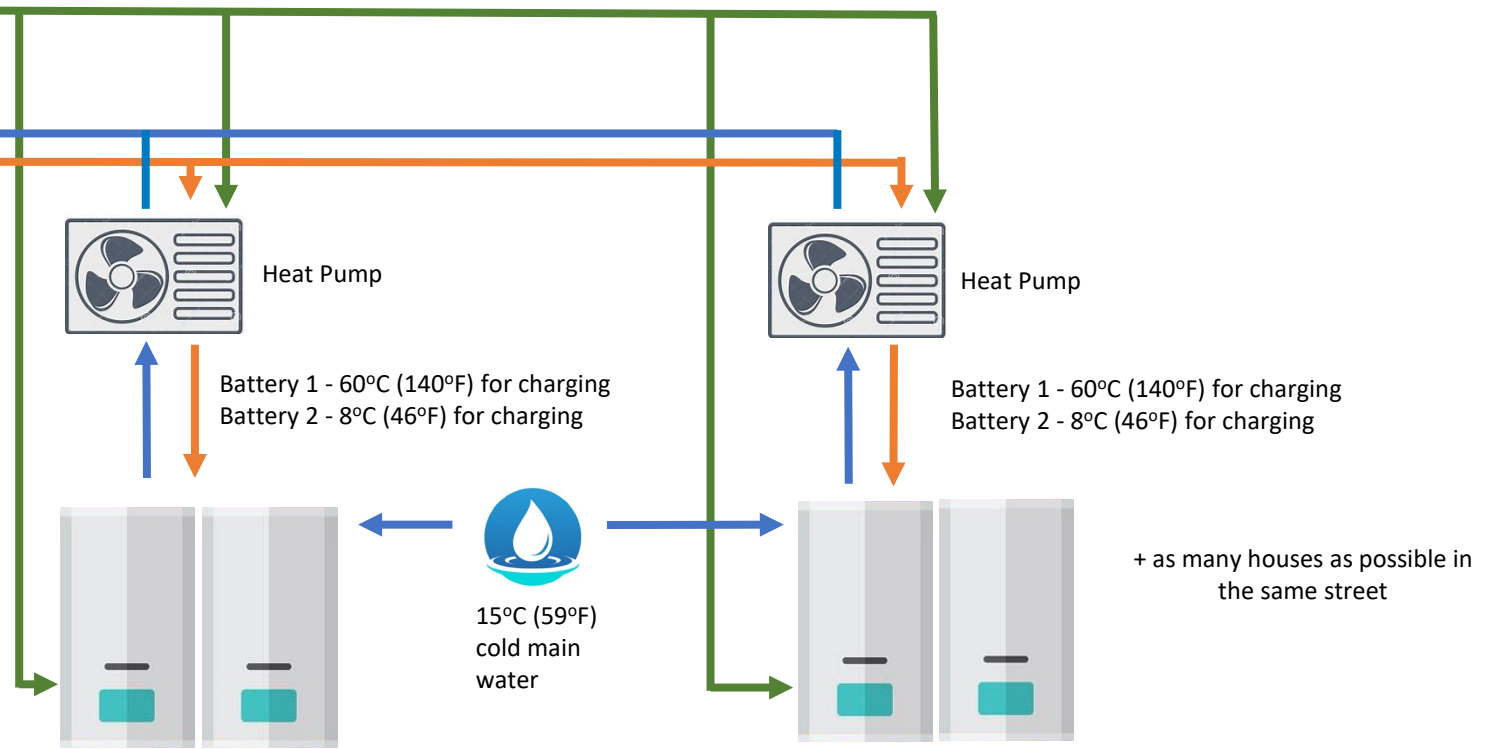 Heat Pump
Heat Pump
Battery 1 - 60ºC (140ºF) for charging
Battery 2 - 8ºC (46ºF) for charging
Battery 1 - 60ºC (140ºF) for charging
Battery 2 - 8ºC (46ºF) for charging
15ºC (59ºF)
cold main
water
+ as many houses as possible in
the same street